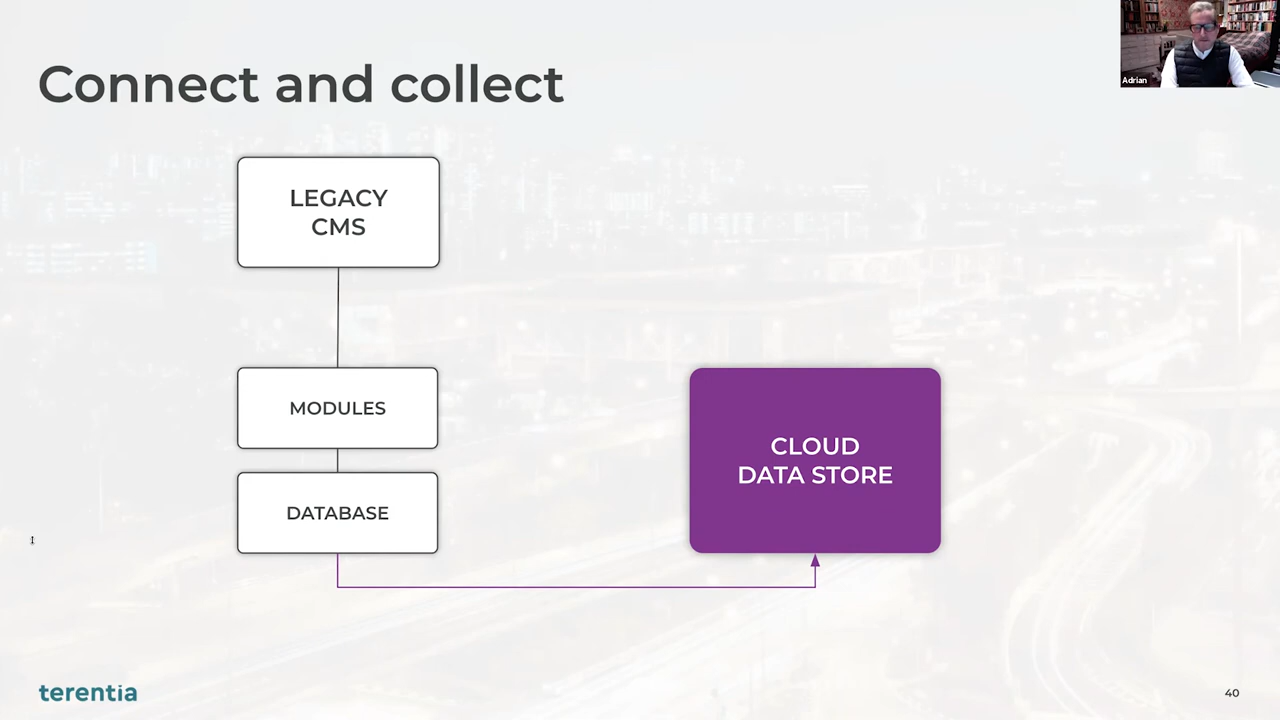 Connect and collect
Adrian
LEGACY
CMS
MODULES
DATABASE
CLOUD
DATA STORE
terentia
40